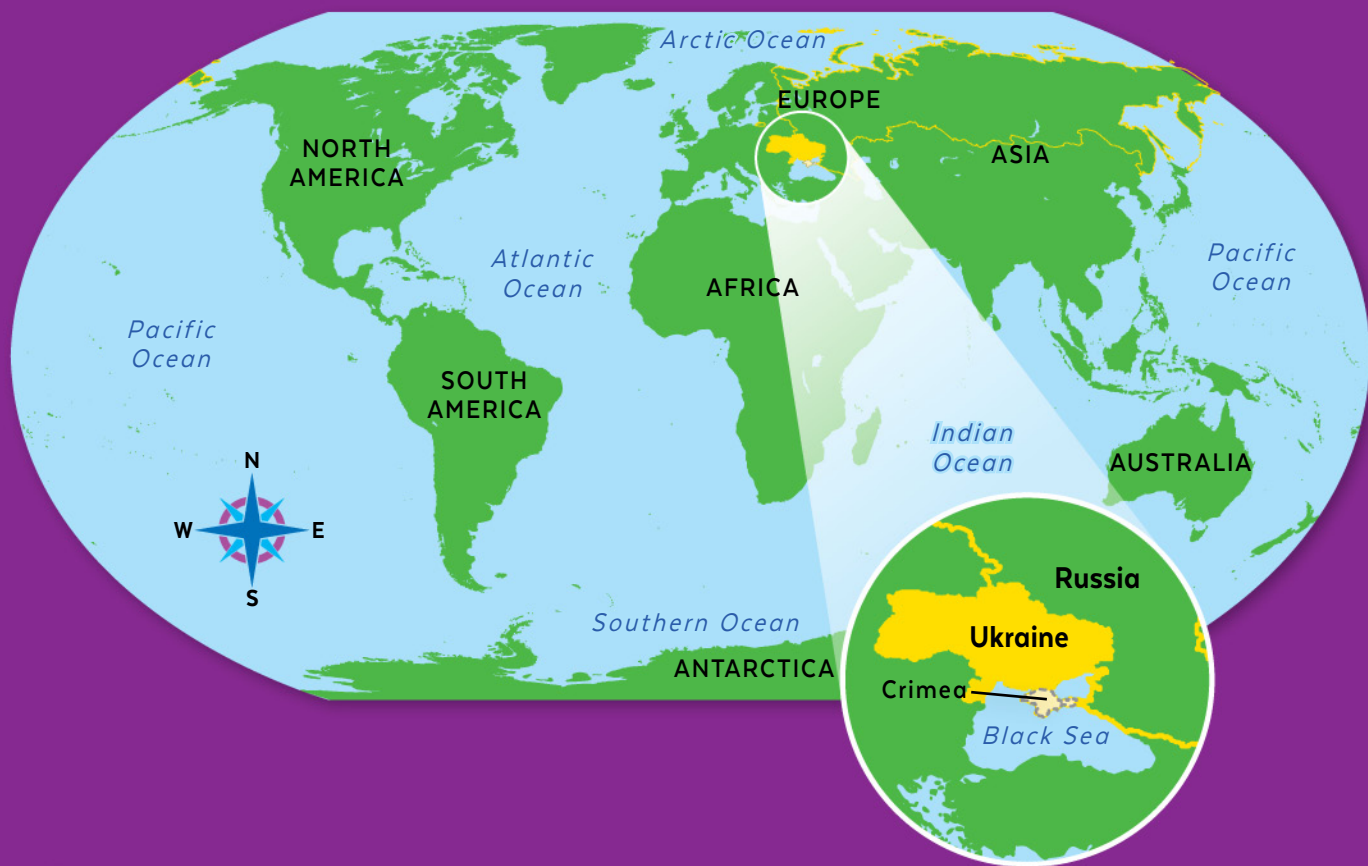 Arctic Ocean
EUROPE
NORTH
AMERICA
ASIA
Atlantic
Ocean
Pacific
Ocean
AFRICA
Pacific
Ocean
SOUTH
AMERICA
Indian
Ocean
AUSTRALIA
N
W
E
S
Southern Ocean
ANTARCTICA
Russia
Ukraine
Crimea
Black Sea